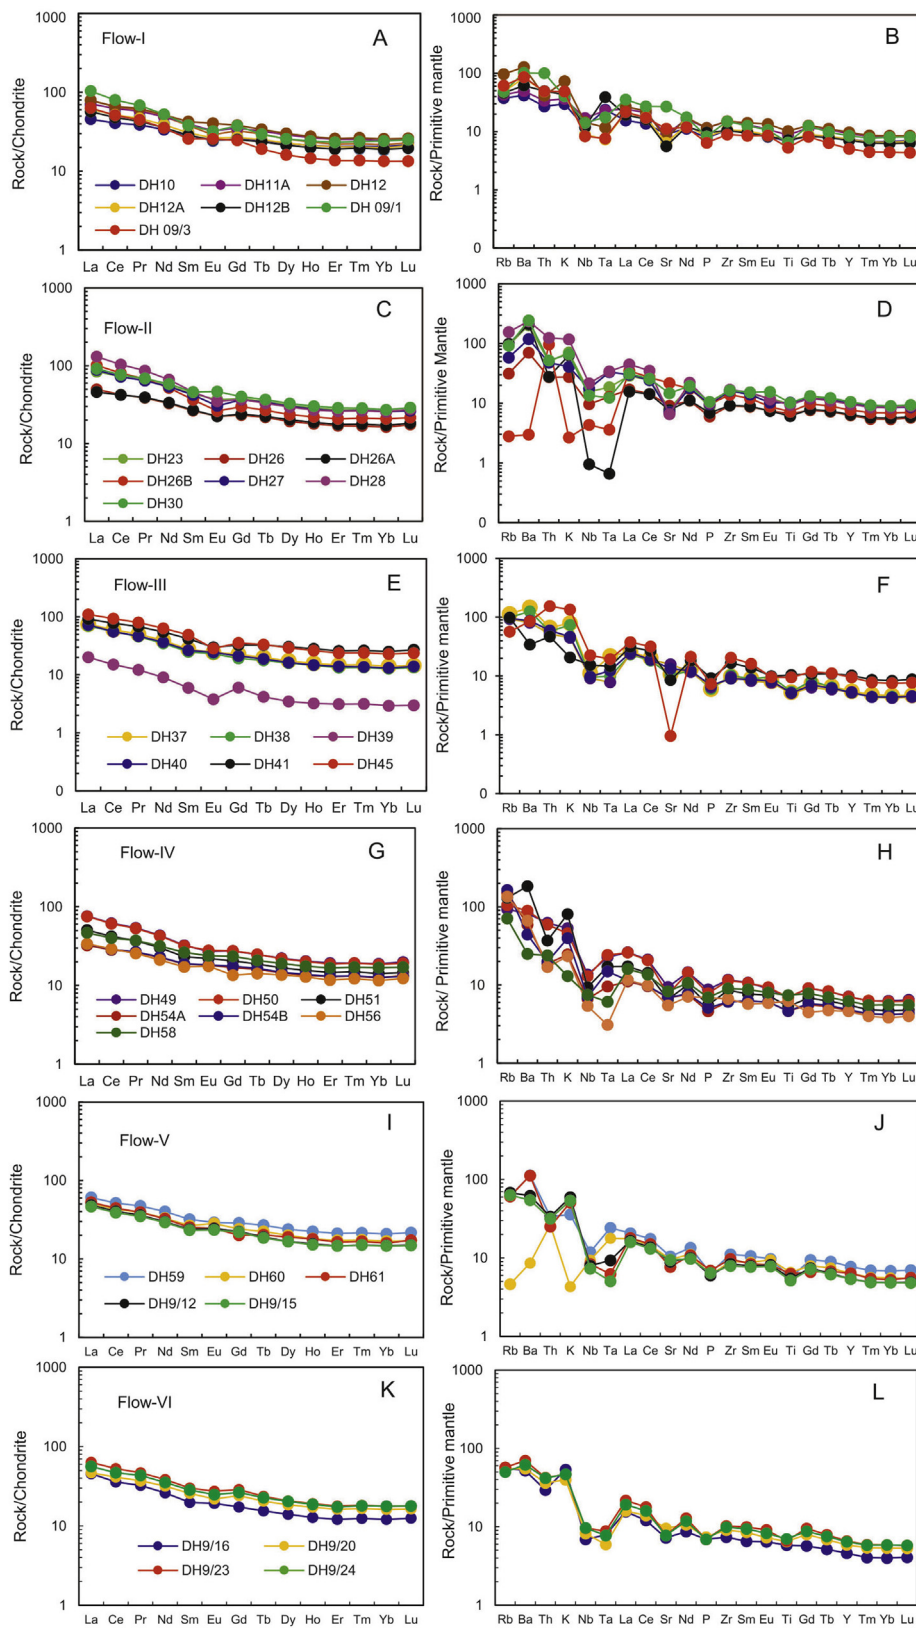 1000
100
10
1
Rock/Chondrite
Flow-I
A
DH10 DH11A DH12
DH12A DH12B DH 09/1
DH 09/3
La Ce Pr Nd Sm Eu Gd Tb Dy Ho Er Tm Yb Lu
1000
100
10
1
0
Rock/Primitive mantle
B
Rb Ba Th K Nb Ta La Ce Sr P Zr Sm Eu Ti Gd Tb Y Tm Yb Lu
1000
100
10
1
Rock/Chondrite
Flow-II
C
DH23 DH26 DH26A
DH26B DH27 DH28
DH30
La Ce Pr Nd Sm Eu Gd Tb Dy Ho Er Tm Yb Lu
1000
100
10
1
0
Rock/Primitive Mantle
D
Rb Ba Th K Nb Ta La Ce Sr Nd P Zr Sm Eu Ti Gd Tb Y Tm Yb Lu
1000
100
10
1
0
Rock/Chondrite
Flow-III
E
DH37 DH38 DH39
DH40 DH41 DH45
La Ce Pr Nd Sm Eu Gd Tb Dy Ho Er Tm Yb Lu
1000
100
10
1
0
Rock/Primitive mantle
F
Rb Ba Th K Nb Ta La Ce Sr Nd P Zr Sm Eu Ti Gd Tb Y Tm Yb Lu
1000
100
10
1
Rock/Chondrite
Flow-IV
G
DH49 DH50 DH51
DH54A DH54B DH56
DH58
La Ce Pr Nd Sm Eu Gd Tb Dy Ho Er Tm Yb Lu
1000
100
10
1
Rock/ Primitive mantle
H
Rb Ba Th K Nb Ta La Ce Sr Nd P Zr Sm Eu Ti Gd Tb Y Tm Yb Lu
1000
100
10
1
Rock/Chondrite
Flow-V
I
DH59 DH60 DH61
DH9/12 DH9/15
La Ce Pr Nd Sm Eu Gd Tb Dy Ho Er Tm Yb Lu
1000
100
10
1
Rock/Primitive mantle
J
Rb Ba Th K Nb Ta La Ce Sr Nd P Zr Sm Eu Ti Gd Tb Y Tm Yb Lu
1000
100
10
1
Rock/Chondrite
Flow-VI
K
DH9/16 DH9/20
DH9/23 DH9/24
La Ce Pr Nd Sm Eu Gd Tb Dy Ho Er Tm Yb Lu
1000
100
10
1
Rock/Primitive mantle
L
Rb Ba Th K Nb Ta La Ce Sr Nd P Zr Sm Eu Ti Gd Tb Y Tm Yb Lu